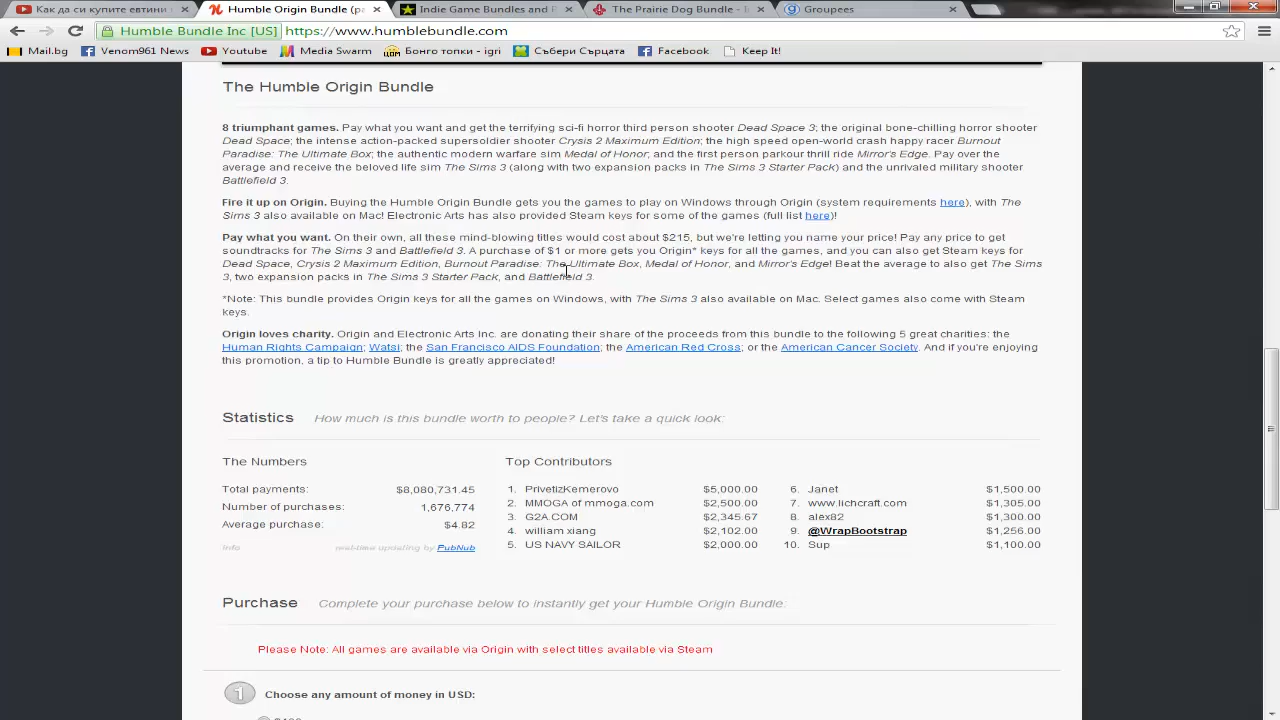 Как да си купите евтини
Humble Origin Bundle (pa
Indie Game Bundles and P
The Prairie Dog Bundle - I
Groupees
Humble Bundle Inc [US]
https://www.humblebundle.com
Mail.bg
Venom961 News
Youtube
Media Swarm
Бонго топки - igri
Събери Сърцата
Facebook
Keep It!
The Humble Origin Bundle
8 triumphant games. Pay what you want and get the terrifying sci-fi horror third person shooter Dead Space 3; the original bone-chilling horror shooter
Dead Space; the intense action-packed supersoldier shooter Crysis 2 Maximum Edition; the high speed open-world crash happy racer Burnout
Paradise: The Ultimate Box; the authentic modern warfare sim Medal of Honor; and the first person parkour thrill ride Mirror's Edge. Pay over the
average and receive the beloved life sim The Sims 3 (along with two expansion packs in The Sims 3 Starter Pack) and the unrivaled military shooter
Battlefield 3.
Fire it up on Origin. Buying the Humble Origin Bundle gets you the games to play on Windows through Origin (system requirements here), with The
Sims 3 also available on Mac! Electronic Arts has also provided Steam keys for some of the games (full list here)!
Pay what you want. On their own, all these mind-blowing titles would cost about $215, but we're letting you name your price! Pay any price to get
soundtracks for The Sims 3 and Battlefield 3. A purchase of $1 or more gets you Origin* keys for all the games, and you can also get Steam keys for
Dead Space, Crysis 2 Maximum Edition, Burnout Paradise: The Ultimate Box, Medal of Honor, and Mirror's Edge! Beat the average to also get The Sims
3, two expansion packs in The Sims 3 Starter Pack, and Battlefield 3.
*Note: This bundle provides Origin keys for all the games on Windows, with The Sims 3 also available on Mac. Select games also come with Steam
keys.
Origin loves charity. Origin and Electronic Arts Inc. are donating their share of the proceeds from this bundle to the following 5 great charities: the
Human Rights Campaign; Watsi; the San Francisco AIDS Foundation; the American Red Cross; or the American Cancer Society. And if you're enjoying
this promotion, a tip to Humble Bundle is greatly appreciated!
Statistics How much is this bundle worth to people? Let's take a quick look:
The Numbers
Total payments: $8,080,731.45
Number of purchases: 1,676,774
Average purchase: $4.82
Info real-time updating by PubNub
Top Contributors
1. PrivetizKemerovo $5,000.00
2. MMOGA of mmoga.com $2,500.00
3. G2A.COM $2,345.67
4. william xiang $2,102.00
5. US NAVY SAILOR $2,000.00
6. Janet $1,500.00
7. www.lichcraft.com $1,305.00
8. alex82 $1,300.00
9. @WrapBootstrap $1,256.00
10. Sup $1,100.00
Purchase Complete your purchase below to instantly get your Humble Origin Bundle:
Please Note: All games are available via Origin with select titles available via Steam
1 Choose any amount of money in USD: